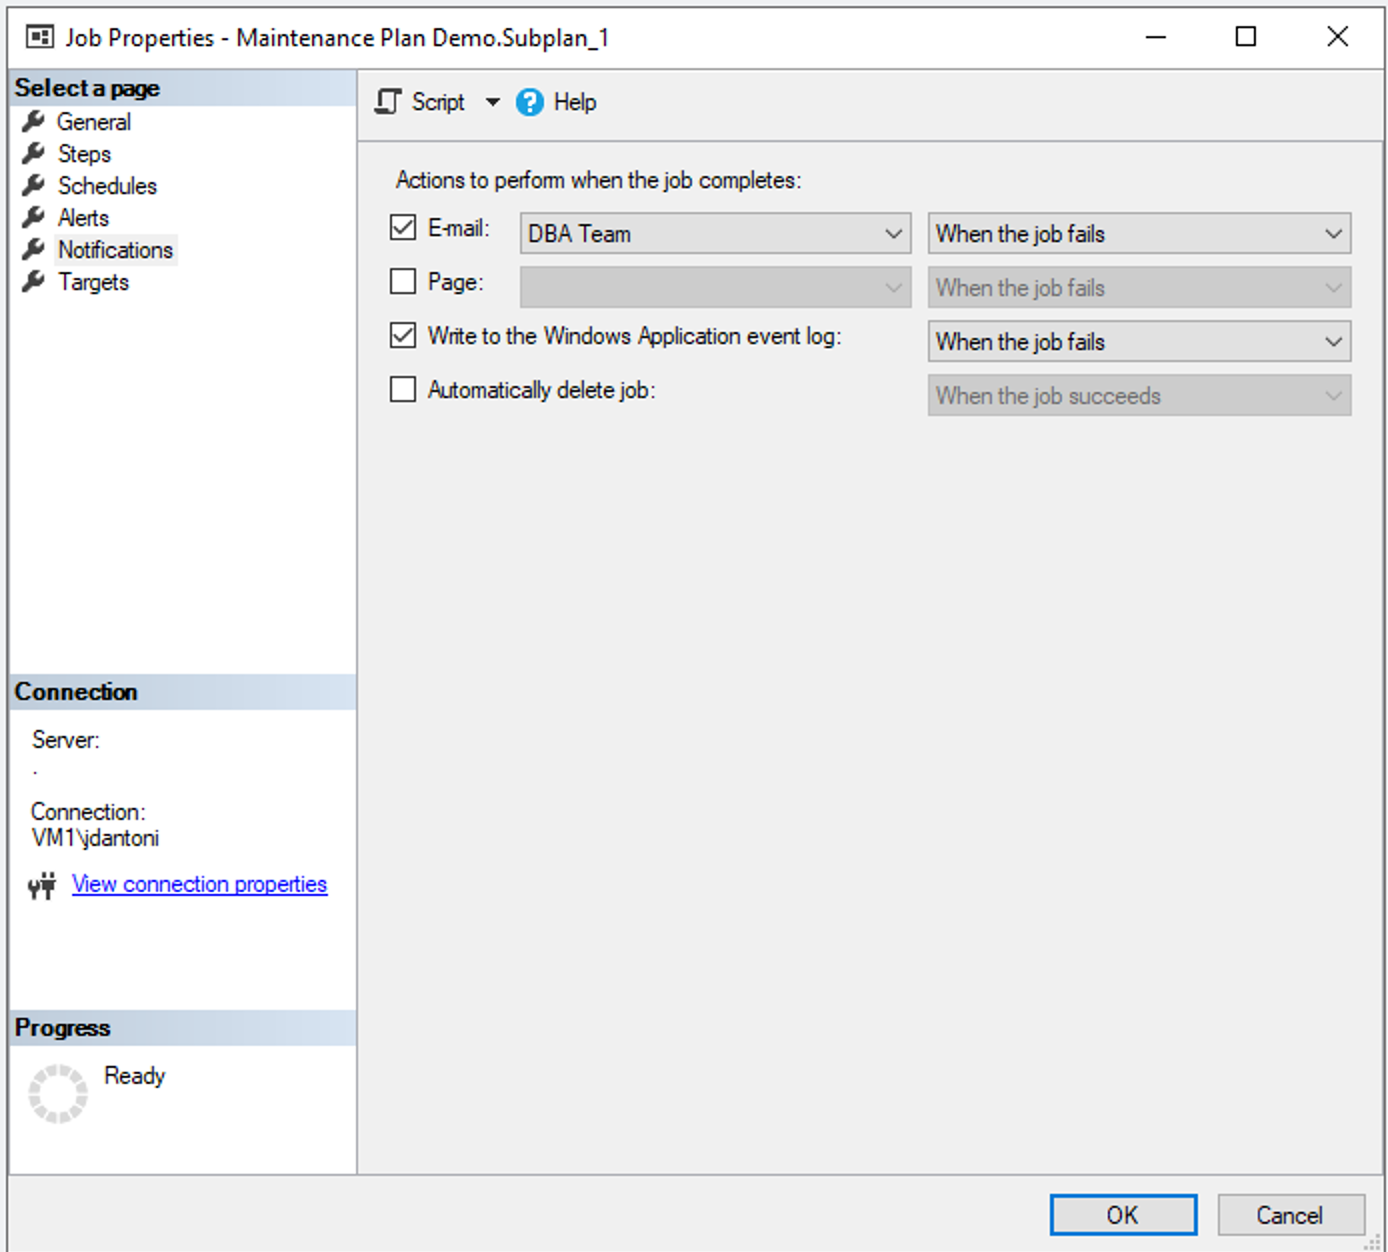 Job Properties - Maintenance Plan Demo.Subplan_1
Select a page
General
Steps
Schedules
Alerts
Notifications
Targets
Script
? Help
Actions to perform when the job completes:
E-mail: DBA Team When the job fails
Page: When the job fails
Write to the Windows Application event log: When the job fails
Automatically delete job: When the job succeeds
Connection
Server:
.
Connection:
VM1\jdantoni
View connection properties
Progress
Ready
OK Cancel